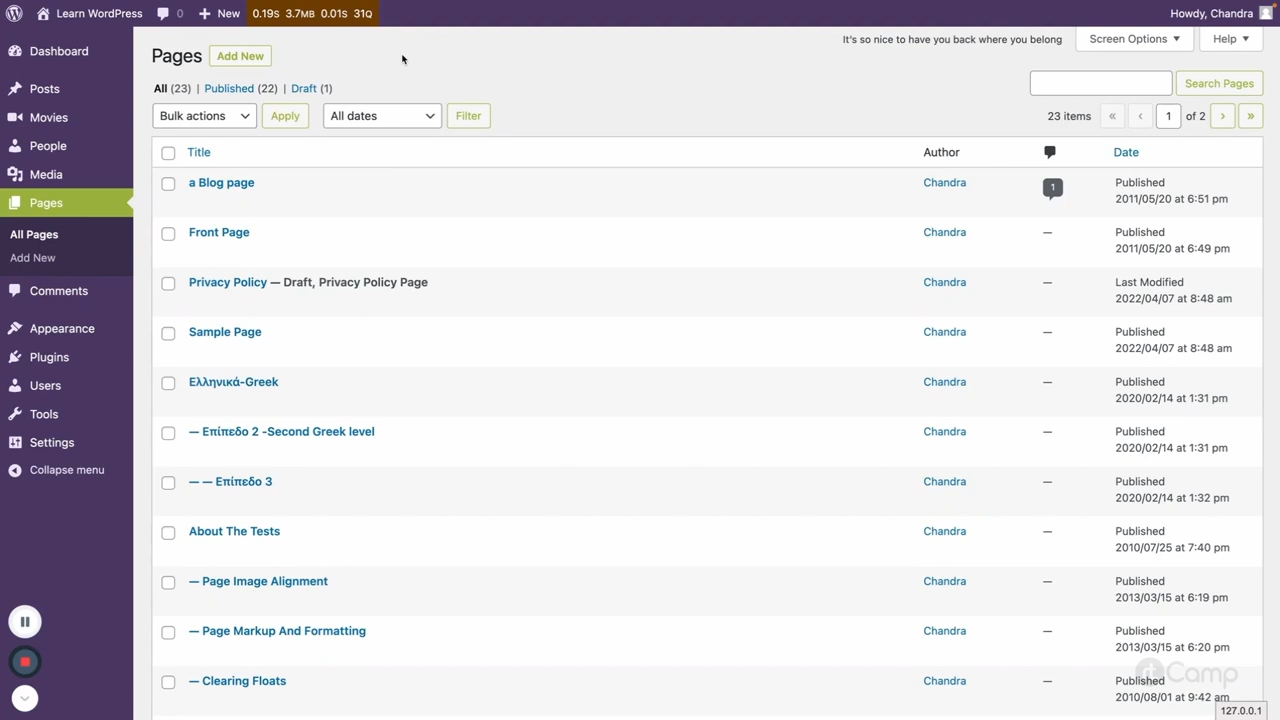 Learn WordPress 0 New 0.19S 3.7MB 0.01S 31Q Howdy, Chandra
Dashboard
Posts
Movies
People
Media
Pages
All Pages
Add New
Comments
Appearance
Plugins
Users
Tools
Settings
Collapse menu
It's so nice to have you back where you belong Screen Options Help
Pages Add New
All (23) | Published (22) | Draft (1)
Search Pages
Bulk actions Apply All dates Filter 23 items « ‹ 1 of 2 › »
Title Author Date
a Blog page Chandra 1 Published
2011/05/20 at 6:51 pm
Front Page Chandra — Published
2011/05/20 at 6:49 pm
Privacy Policy — Draft, Privacy Policy Page Chandra — Last Modified
2022/04/07 at 8:48 am
Sample Page Chandra — Published
2022/04/07 at 8:48 am
Ελληνικά-Greek Chandra — Published
2020/02/14 at 1:31 pm
— Επίπεδο 2 -Second Greek level Chandra — Published
2020/02/14 at 1:31 pm
— — Επίπεδο 3 Chandra — Published
2020/02/14 at 1:32 pm
About The Tests Chandra — Published
2010/07/25 at 7:40 pm
— Page Image Alignment Chandra — Published
2013/03/15 at 6:19 pm
— Page Markup And Formatting Chandra — Published
2013/03/15 at 6:20 pm
— Clearing Floats Chandra — Published
2010/08/01 at 9:42 am
rtCamp
127.0.0.1